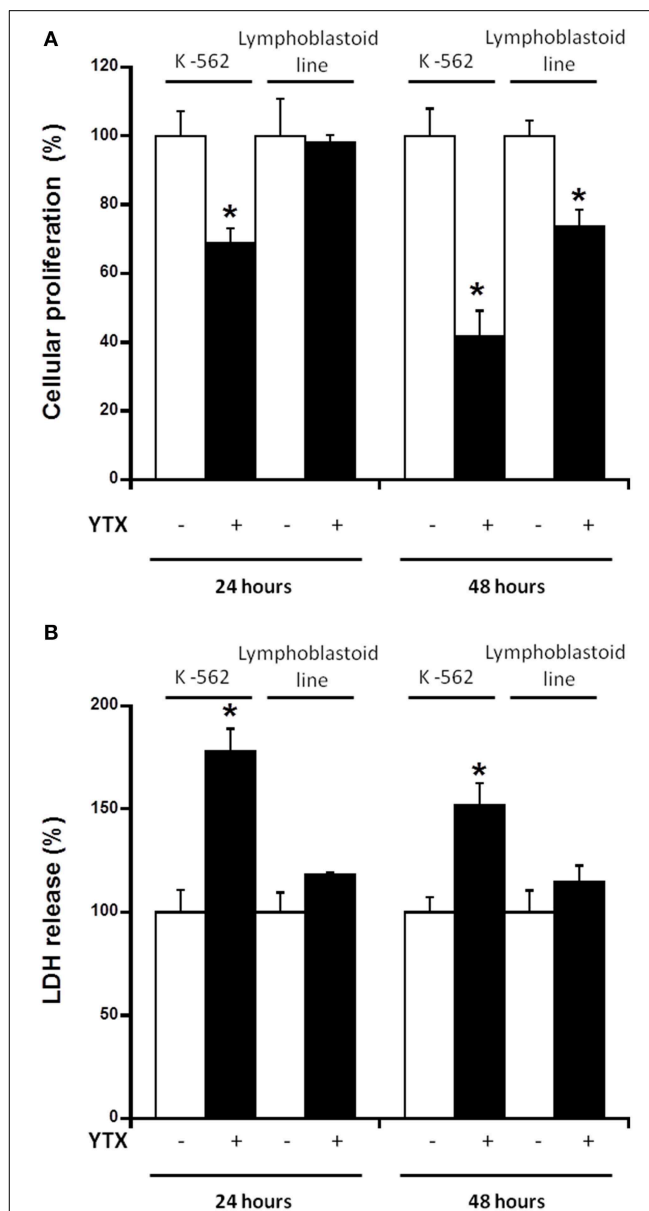 A
K -562
Lymphoblastoid
line
K -562
Lymphoblastoid
line
Cellular proliferation (%)
120
100
80
60
40
20
0
*
*
*
YTX - + - + - + - +
24 hours 48 hours
B
K -562
Lymphoblastoid
line
K -562
Lymphoblastoid
line
LDH release (%)
200
150
100
50
0
*
*
YTX - + - + - + - +
24 hours 48 hours